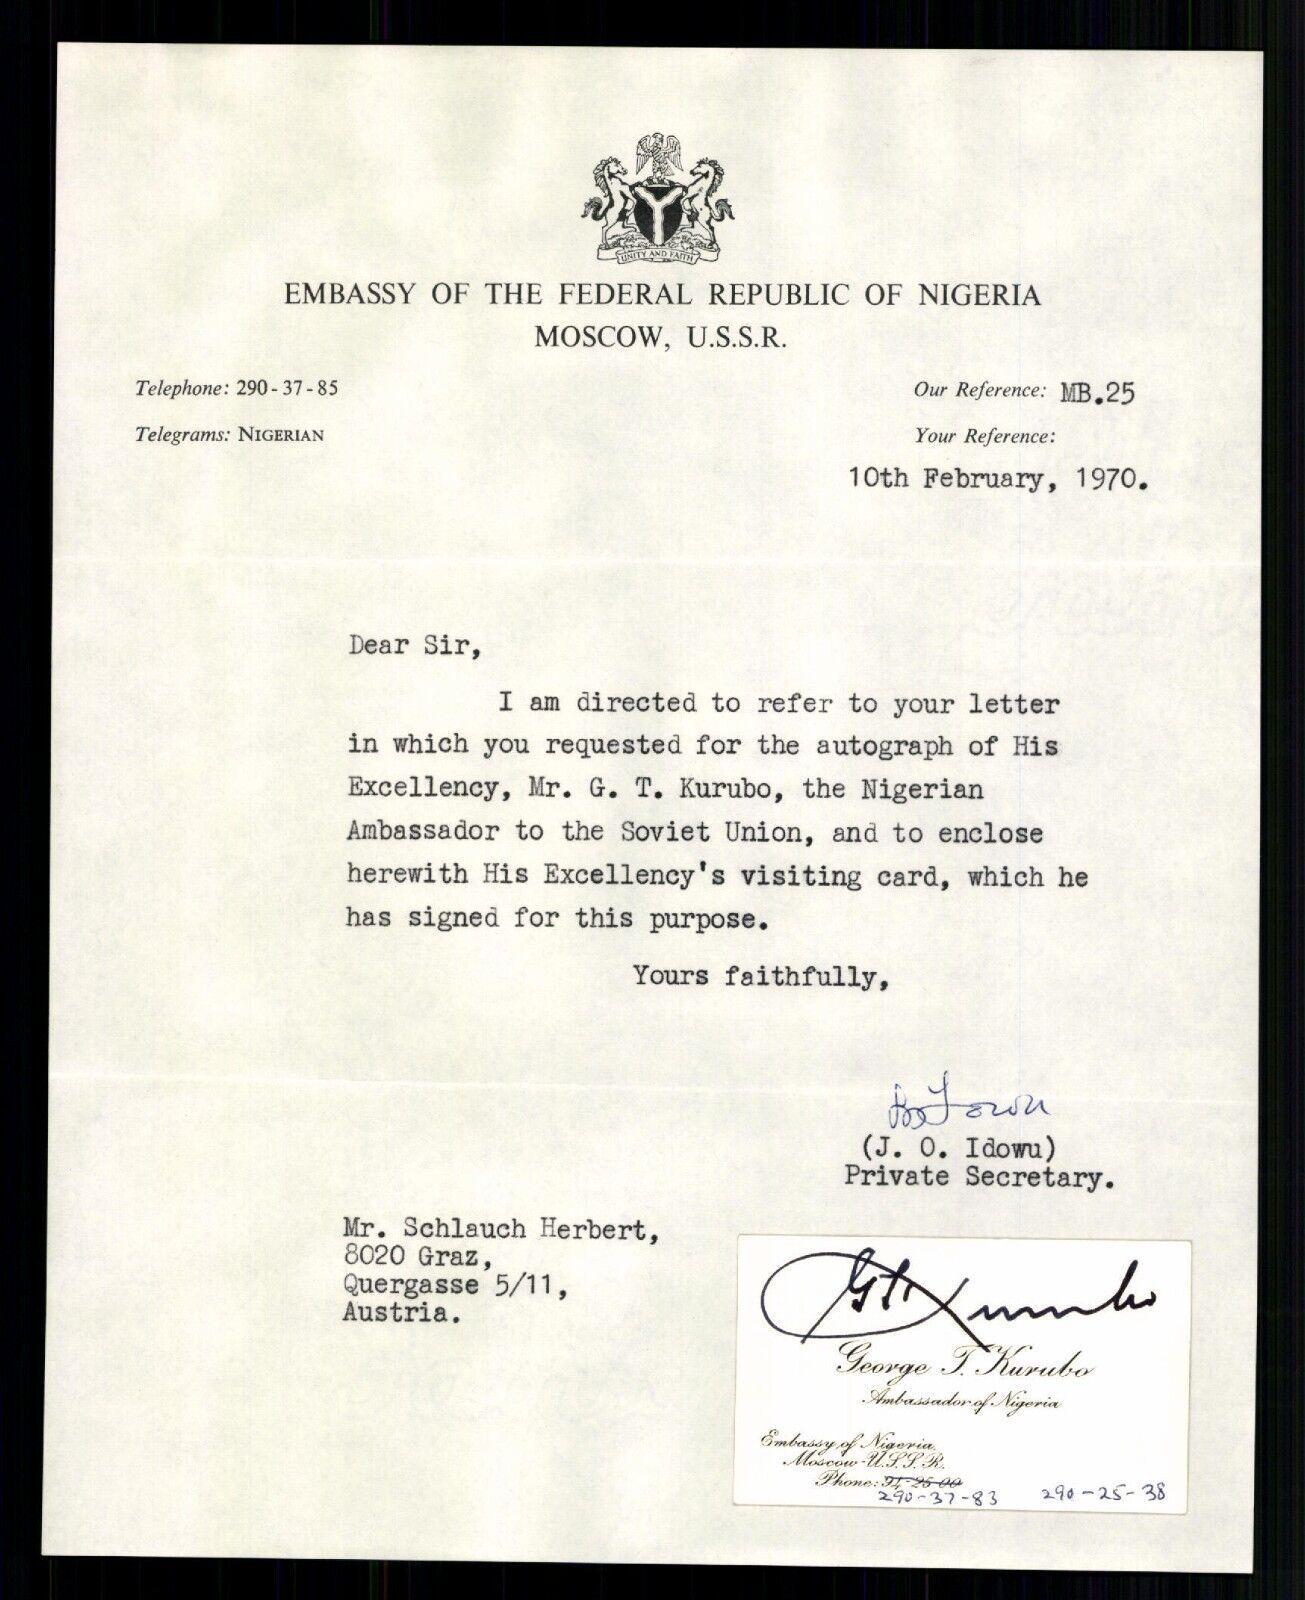 UNITY AND FAITH
EMBASSY OF THE FEDERAL REPUBLIC OF NIGERIA
MOSCOW, U.S.S.R.
Telephone: 290-37-85
Our Reference: MB.25
Telegrams: NIGERIAN
Your Reference:
10th February, 1970.
Dear Sir,
I am directed to refer to your letter
in which you requested for the autograph of His
Excellency, Mr. G. T. Kurubo, the Nigerian
Ambassador to the Soviet Union, and to enclose
herewith His Excellency's visiting card, which he
has signed for this purpose.
Yours faithfully,
(J. O. Idowu)
Private Secretary.
Mr. Schlauch Herbert,
8020 Graz,
Quergasse 5/11,
Austria.
George T. Kurubo
Ambassador of Nigeria
Embassy of Nigeria,
Moscow-U.S.S.R.
Phone: 94-25-00
290-37-83 290-25-38